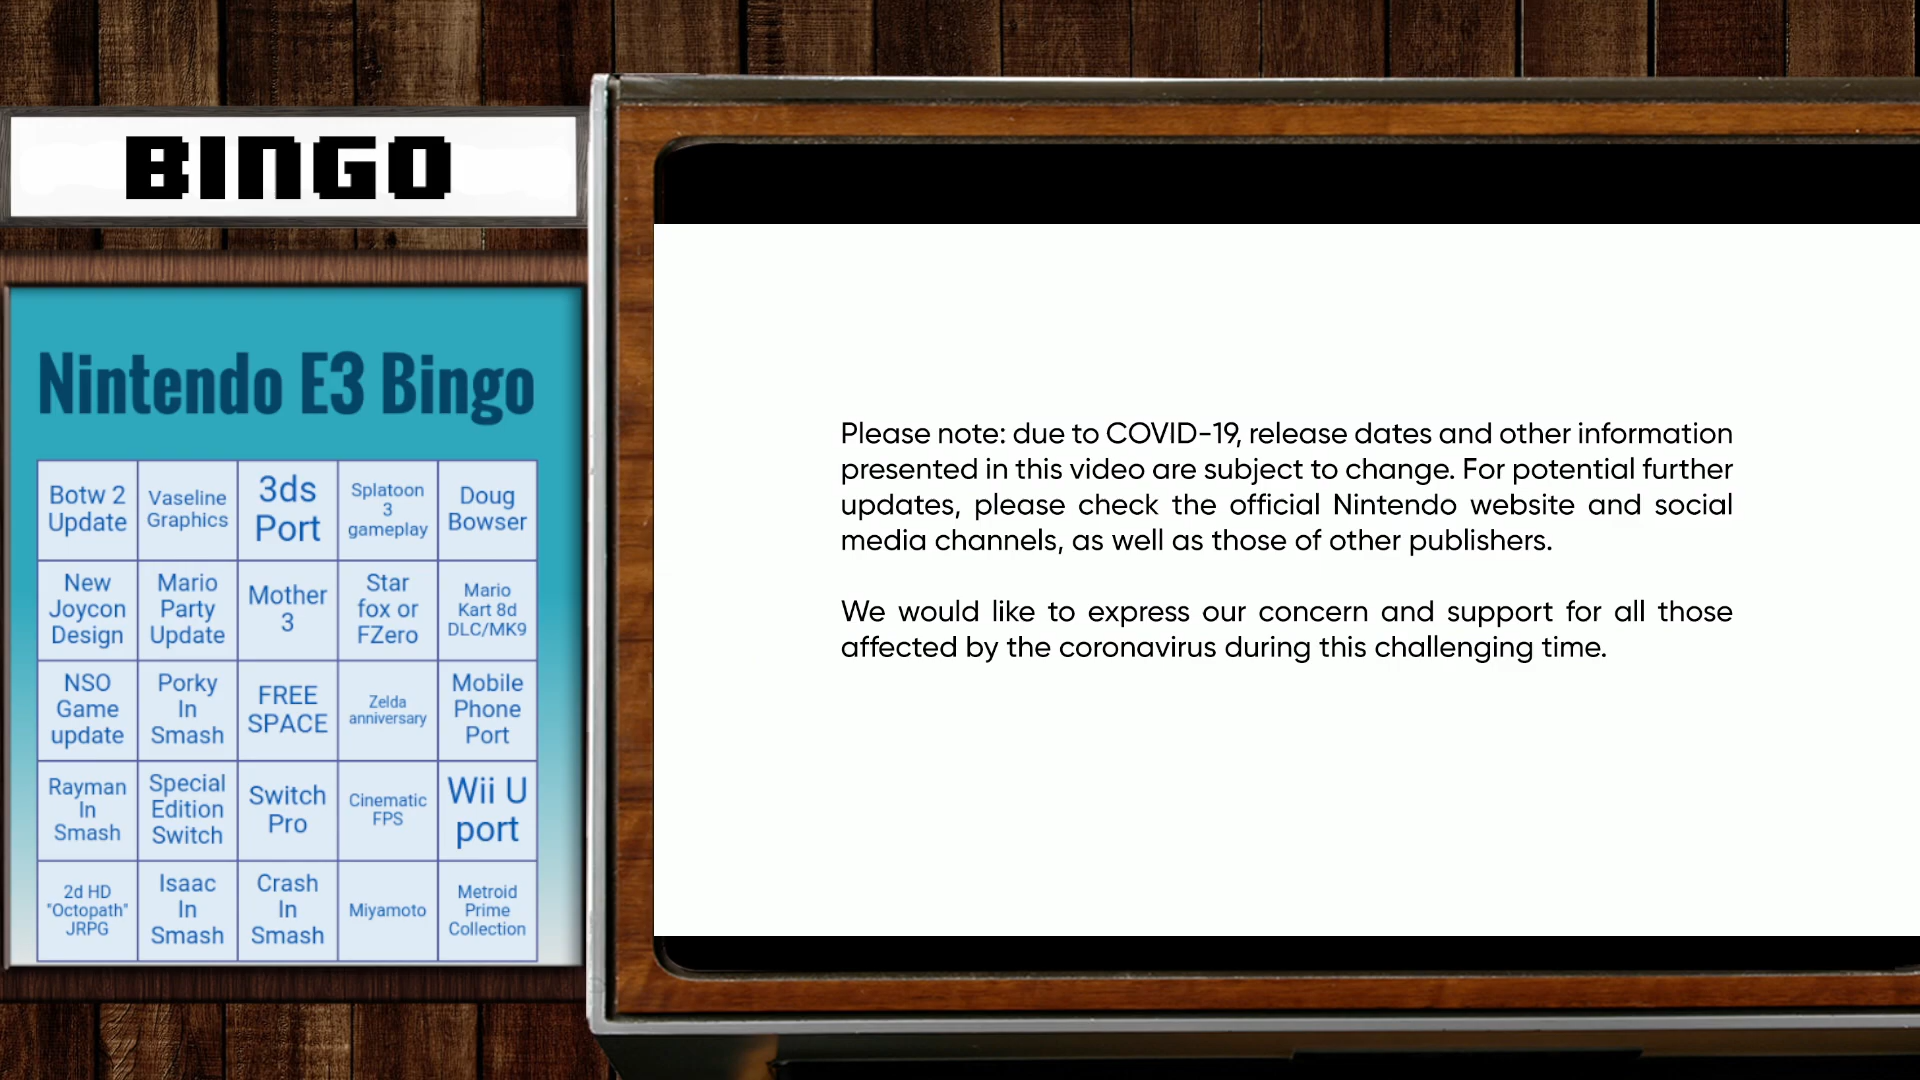 BINGO
Nintendo E3 Bingo
Botw 2
Update
Vaseline
Graphics
3ds
Port
Splatoon
3
gameplay
Doug
Bowser
New
Joycon
Design
Mario
Party
Update
Mother
3
Star
fox or
FZero
Mario
Kart 8d
DLC/MK9
NSO
Game
update
Porky
In
Smash
FREE
SPACE
Zelda
anniversary
Mobile
Phone
Port
Rayman
In
Smash
Special
Edition
Switch
Switch
Pro
Cinematic
FPS
Wii U
port
2d HD
"Octopath"
JRPG
Isaac
In
Smash
Crash
In
Smash
Miyamoto
Metroid
Prime
Collection
Please note: due to COVID-19, release dates and other information
presented in this video are subject to change. For potential further
updates, please check the official Nintendo website and social
media channels, as well as those of other publishers.
We would like to express our concern and support for all those
affected by the coronavirus during this challenging time.